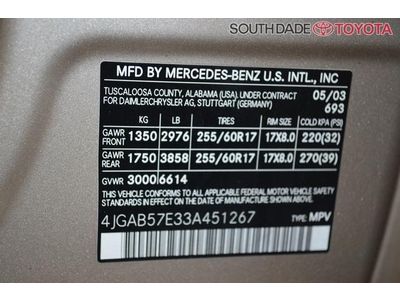 SOUTH DADE TOYOTA
MFD BY MERCEDES-BENZ U.S. INTL., INC
TUSCALOOSA COUNTY, ALABAMA (USA). UNDER CONTRACT 05/03
FOR DAIMLERCHRYSLER AG, STUTTGART (GERMANY) 693
KG LB TIRE SIZE RIM SIZE COLD KPA (PSI)
GAWR FRONT 1350 2976 255/60R17 17X8.0 220(32)
GAWR REAR 1750 3858 255/60R17 17X8.0 270(39)
GVWR 3000 6614
THIS VEHICLE CONFORMS TO ALL APPLICABLE FEDERAL MOTOR VEHICLE SAFETY STANDARDS IN EFFECT ON THE DATE OF MANUFACTURE SHOWN ABOVE.
4JGAB57E33A451267 TYPE: MPV